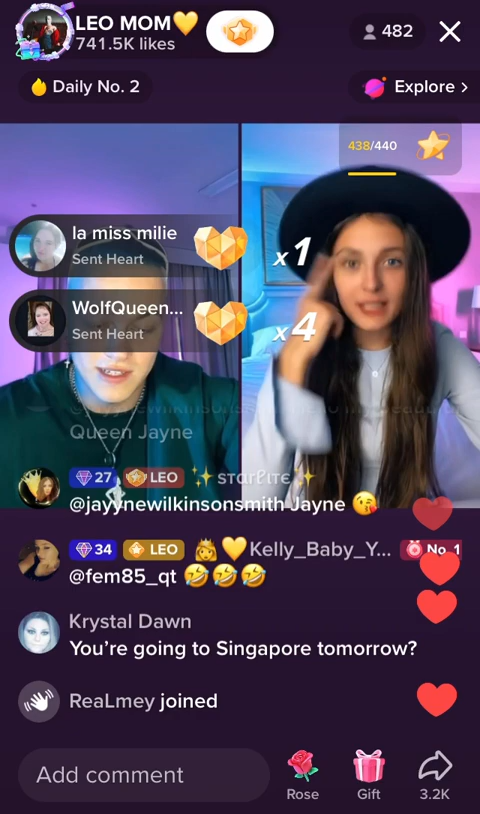 LEO MOM💛
741.5K likes
482
Daily No. 2
Explore >
438/440
la miss milie
Sent Heart
x1
WolfQueen...
Sent Heart
x4
Queen Jayne
27 LEO ✨ sᴛαrʟιтᴇ ✨
@jayynewilkinsonsmith Jayne 😘
34 LEO 👸💛Kelly_Baby_Y... No. 1
@fem85_qt 🤣🤣🤣
Krystal Dawn
You're going to Singapore tomorrow?
ReaLmey joined
Add comment
Rose
Gift
3.2K